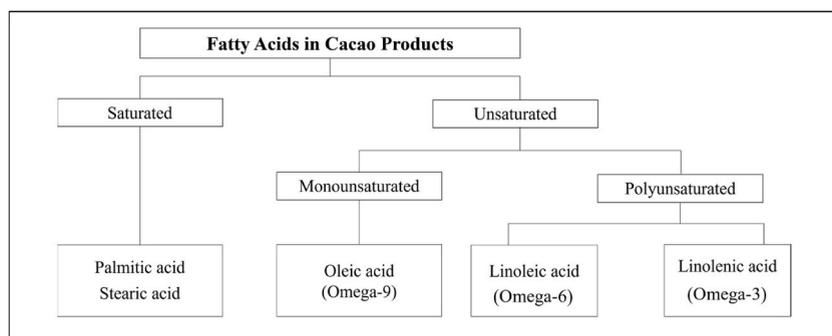 Fatty Acids in Cacao Products
Saturated
Unsaturated
Monounsaturated
Polyunsaturated
Palmitic acid
Stearic acid
Oleic acid
(Omega-9)
Linoleic acid
(Omega-6)
Linolenic acid
(Omega-3)